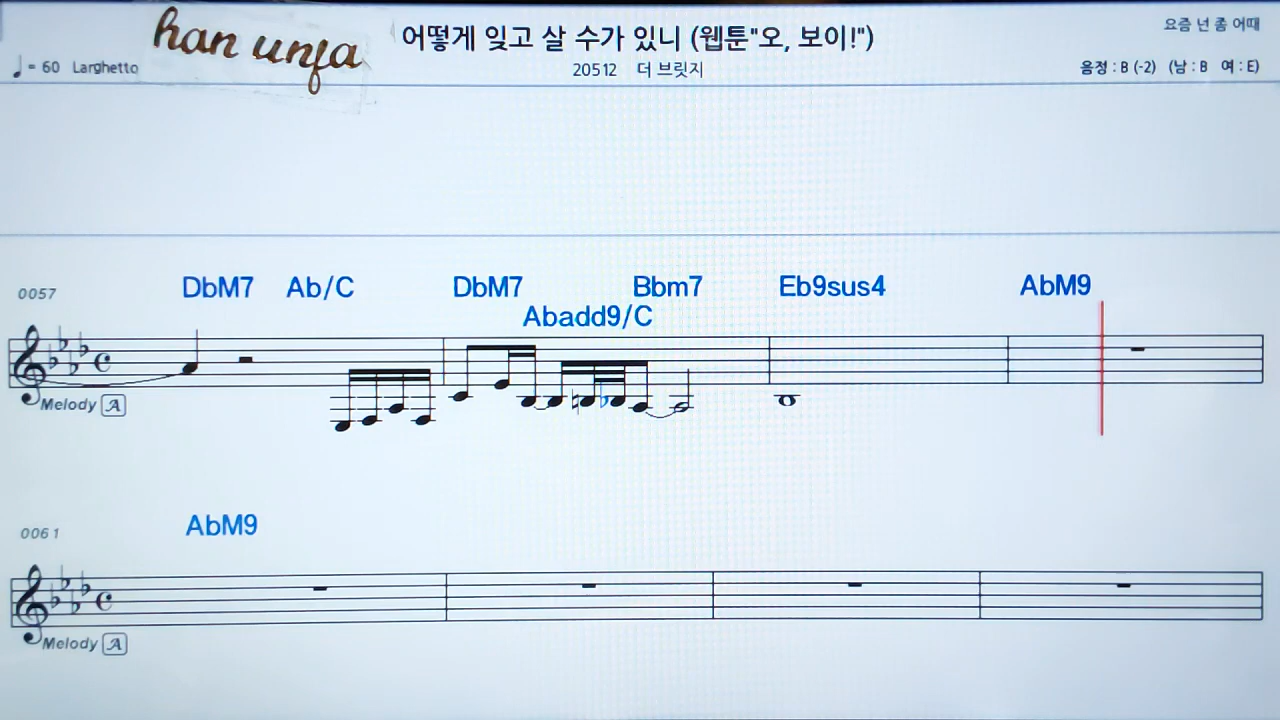 han unja
어떻게 잊고 살 수가 있니 (웹툰"오, 보이!")
요즘 넌 좀 어때
♩ = 60 Larghetto
20512 더 브릿지
음정 : B (-2) (남 : B 여 : E)
0057
DbM7 Ab/C DbM7 Bbm7 Eb9sus4 AbM9
Abadd9/C
Melody A
0061
AbM9
Melody A